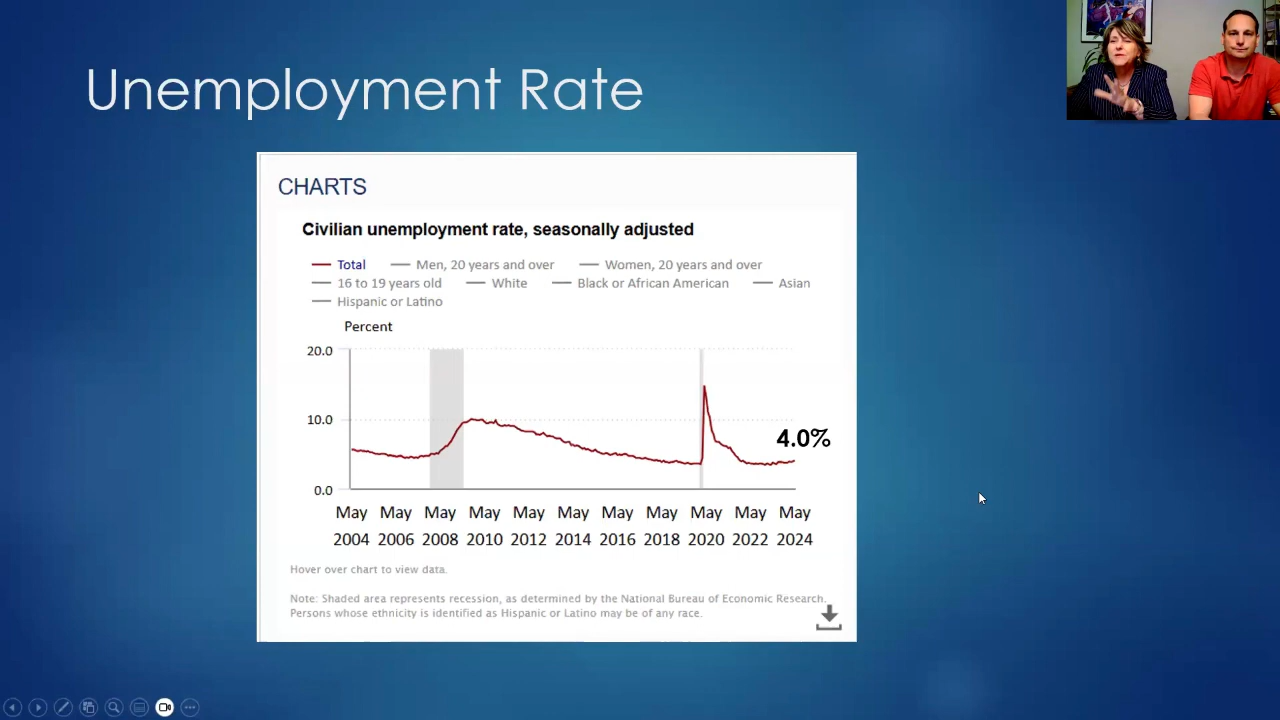 Unemployment Rate
CHARTS
Civilian unemployment rate, seasonally adjusted
Total Men, 20 years and over Women, 20 years and over
16 to 19 years old White Black or African American Asian
Hispanic or Latino
Percent
20.0
10.0
4.0%
0.0
May May May May May May May May May May May
2004 2006 2008 2010 2012 2014 2016 2018 2020 2022 2024
Hover over chart to view data.
Note: Shaded area represents recession, as determined by the National Bureau of Economic Research.
Persons whose ethnicity is identified as Hispanic or Latino may be of any race.